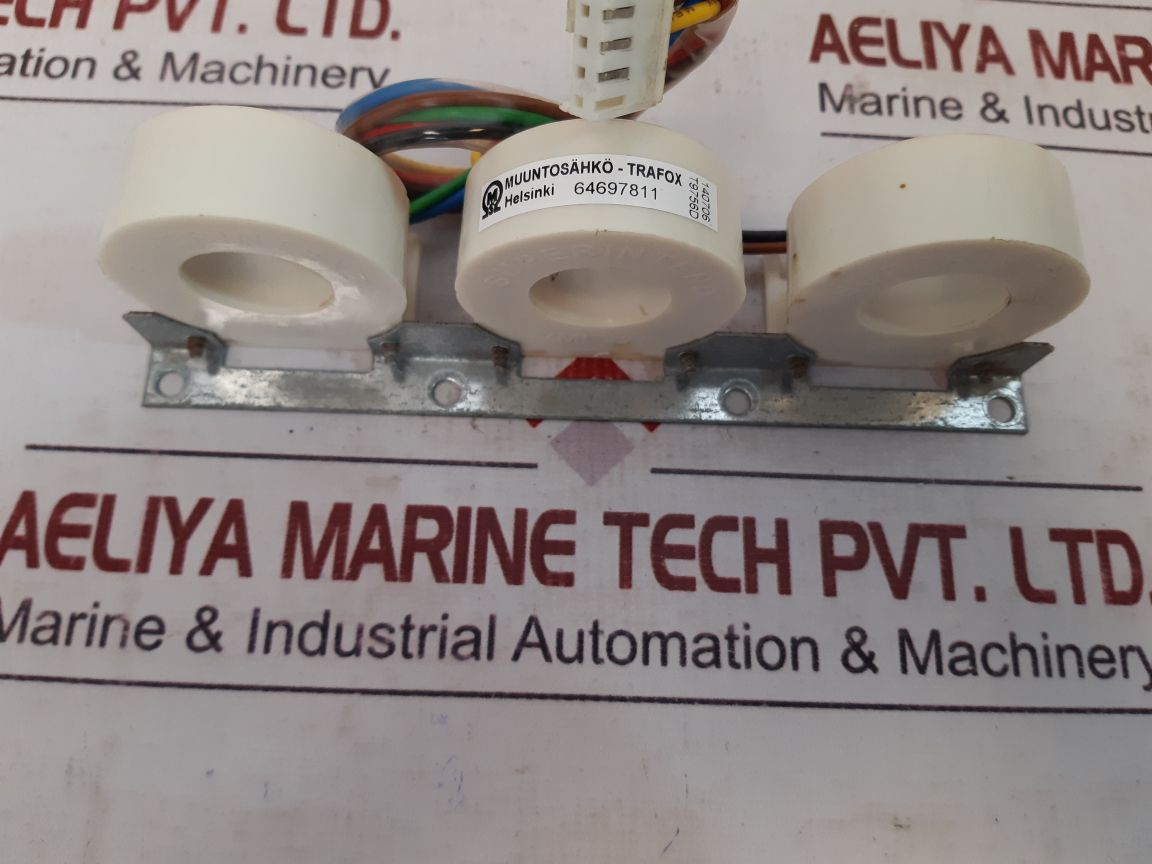 ECH PVT. LTD.
ation & Machinery
AELIYA MAR
Marine & Indust
MUUNTOSÄHKÖ - TRAFOX
Helsinki 64697811
140706
T9756D
AELIYA MARINE TECH PVT. LTD.
Marine & Industrial Automation & Machinery